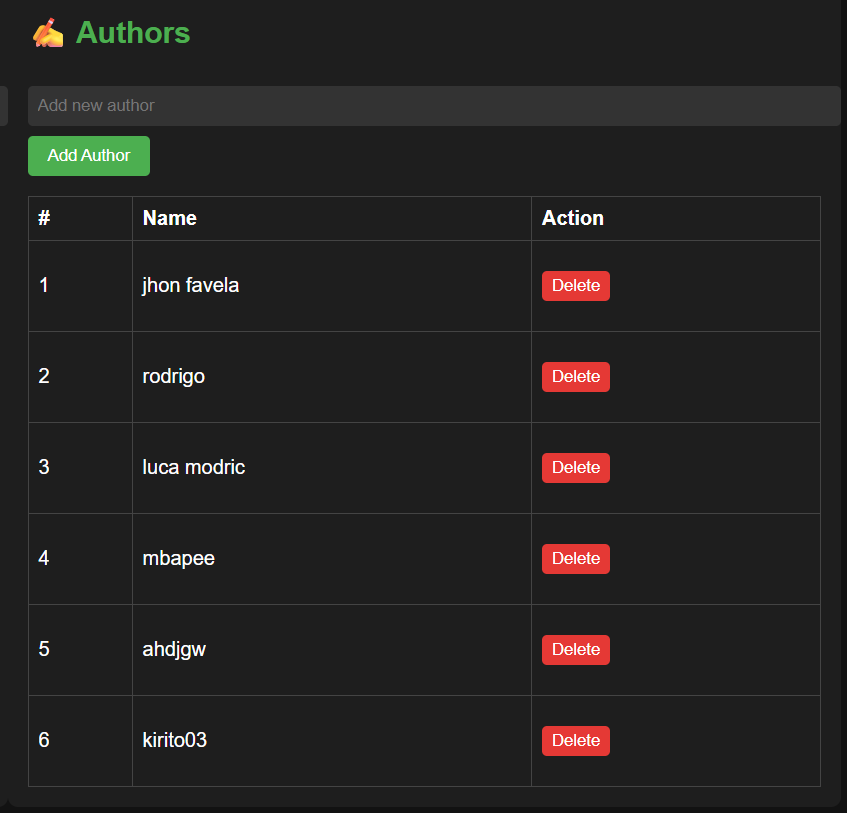 ✍️ Authors
Add new author
Add Author
# Name Action
1 jhon favela Delete
2 rodrigo Delete
3 luca modric Delete
4 mbapee Delete
5 ahdjgw Delete
6 kirito03 Delete